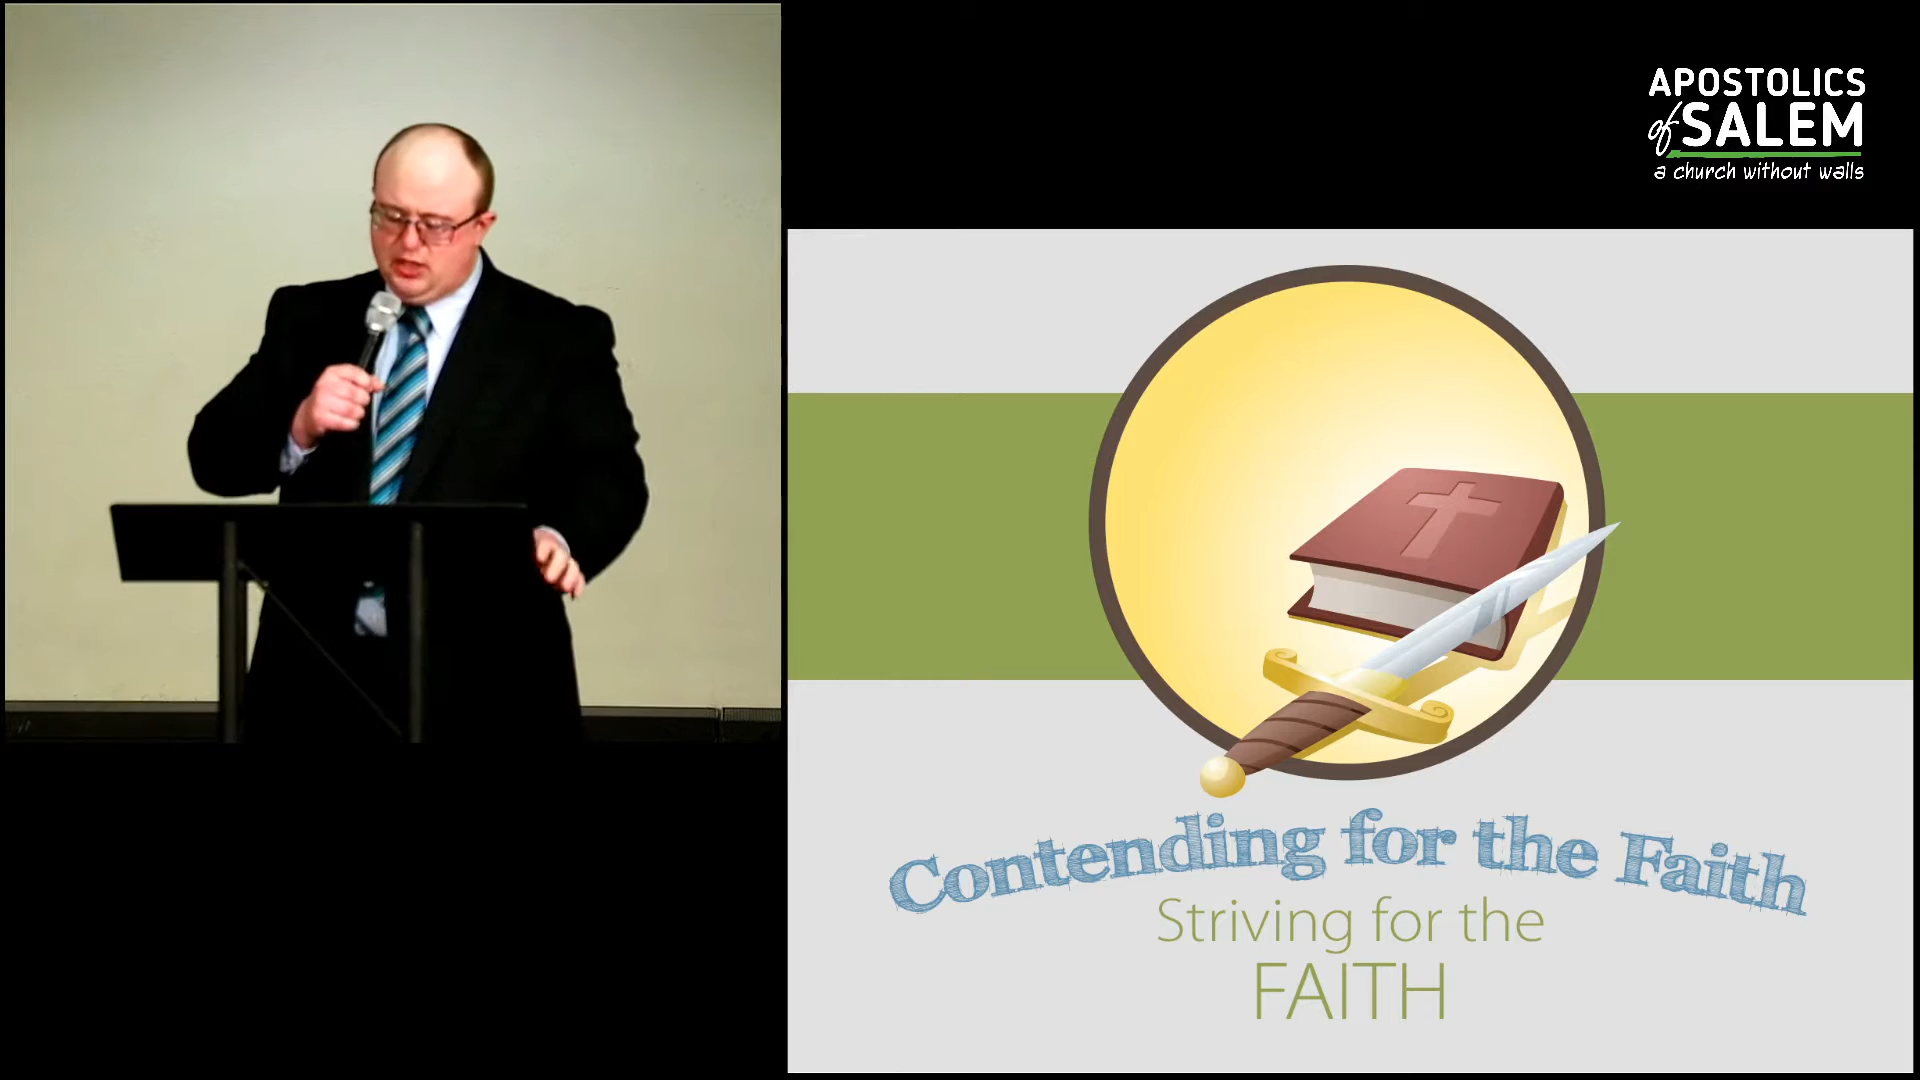 APOSTOLICS
of SALEM
a church without walls
Contending for the Faith
Striving for the
FAITH